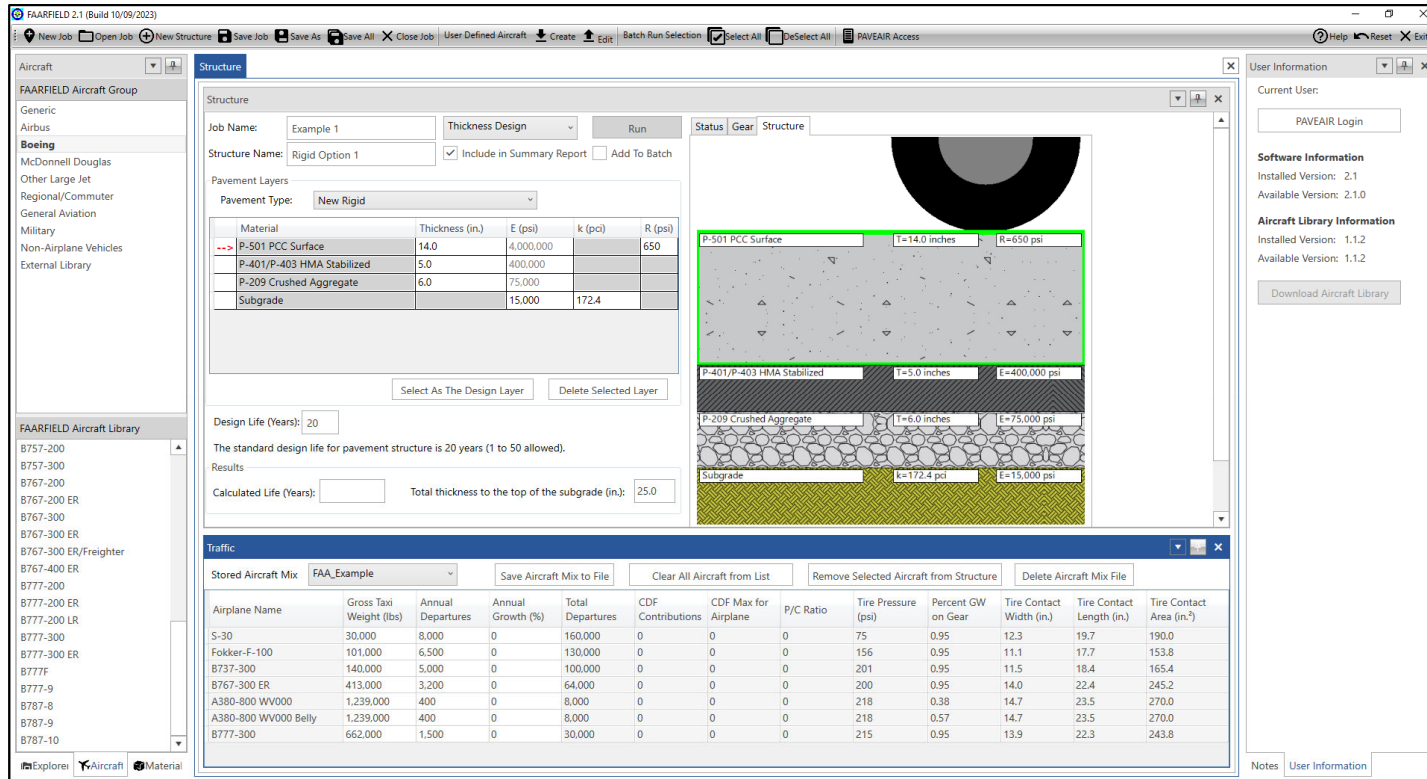 FAARFIELD 2.1 (Build 10/09/2023)
New Job Open Job New Structure Save Job Save As Save All Close Job User Defined Aircraft Create Edit Batch Run Selection Select All DeSelect All PAVEAIR Access Help Reset Exit
Aircraft
FAARFIELD Aircraft Group
Generic
Airbus
Boeing
McDonnell Douglas
Other Large Jet
Regional/Commuter
General Aviation
Military
Non-Airplane Vehicles
External Library
FAARFIELD Aircraft Library
B757-200
B757-300
B767-200
B767-200 ER
B767-300
B767-300 ER
B767-300 ER/Freighter
B767-400 ER
B777-200
B777-200 ER
B777-200 LR
B777-300
B777-300 ER
B777F
B777-9
B787-8
B787-9
B787-10
Explorer Aircraft Material
Structure
Structure
Job Name: Example 1 Thickness Design Run
Structure Name: Rigid Option 1 Include in Summary Report Add To Batch
Pavement Layers
Pavement Type: New Rigid
Material Thickness (in.) E (psi) k (pci) R (psi)
--> P-501 PCC Surface 14.0 4,000,000 650
P-401/P-403 HMA Stabilized 5.0 400,000
P-209 Crushed Aggregate 6.0 75,000
Subgrade 15,000 172.4
Select As The Design Layer Delete Selected Layer
Design Life (Years): 20
The standard design life for pavement structure is 20 years (1 to 50 allowed).
Results
Calculated Life (Years): Total thickness to the top of the subgrade (in.): 25.0
Status Gear Structure
P-501 PCC Surface T=14.0 inches R=650 psi
P-401/P-403 HMA Stabilized T=5.0 inches E=400,000 psi
P-209 Crushed Aggregate T=6.0 inches E=75,000 psi
Subgrade k=172.4 pci E=15,000 psi
Traffic
Stored Aircraft Mix FAA_Example Save Aircraft Mix to File Clear All Aircraft from List Remove Selected Aircraft from Structure Delete Aircraft Mix File
Airplane Name Gross Taxi Weight (lbs) Annual Departures Annual Growth (%) Total Departures CDF Contributions CDF Max for Airplane P/C Ratio Tire Pressure (psi) Percent GW on Gear Tire Contact Width (in.) Tire Contact Length (in.) Tire Contact Area (in.²)
S-30 30,000 8,000 0 160,000 0 0 0 75 0.95 12.3 19.7 190.0
Fokker-F-100 101,000 6,500 0 130,000 0 0 0 156 0.95 11.1 17.7 153.8
B737-300 140,000 5,000 0 100,000 0 0 0 201 0.95 11.5 18.4 165.4
B767-300 ER 413,000 3,200 0 64,000 0 0 0 200 0.95 14.0 22.4 245.2
A380-800 WV000 1,239,000 400 0 8,000 0 0 0 218 0.38 14.7 23.5 270.0
A380-800 WV000 Belly 1,239,000 400 0 8,000 0 0 0 218 0.57 14.7 23.5 270.0
B777-300 662,000 1,500 0 30,000 0 0 0 215 0.95 13.9 22.3 243.8
User Information
Current User:
PAVEAIR Login
Software Information
Installed Version: 2.1
Available Version: 2.1.0
Aircraft Library Information
Installed Version: 1.1.2
Available Version: 1.1.2
Download Aircraft Library
Notes User Information